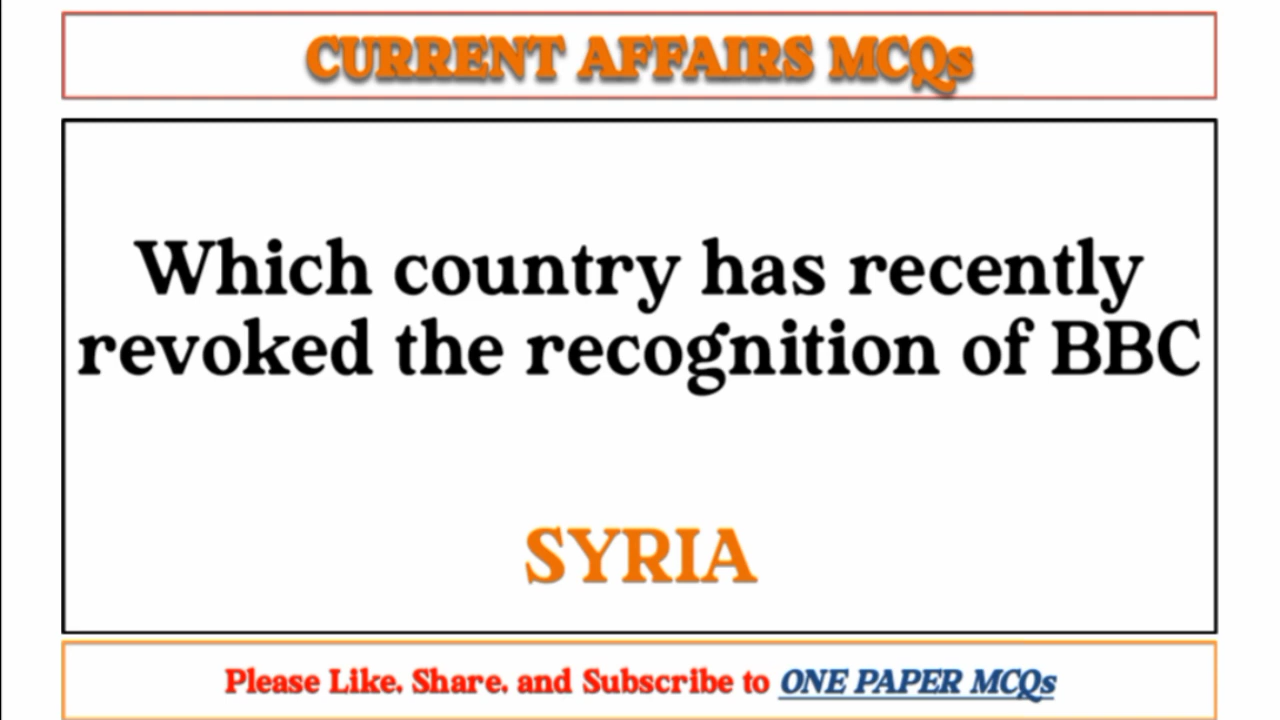 CURRENT AFFAIRS MCQs
Which country has recently
revoked the recognition of BBC
SYRIA
Please Like. Share. and Subscribe to ONE PAPER MCQs